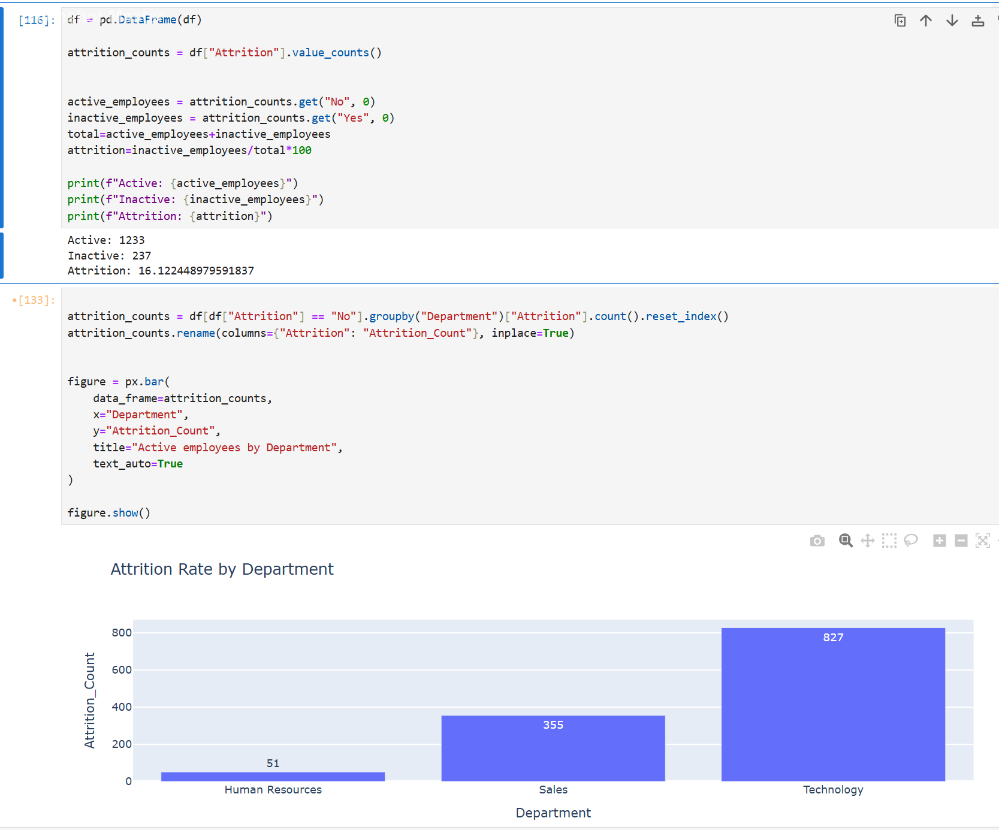 [116]: df = pd.DataFrame(df)
attrition_counts = df["Attrition"].value_counts()
active_employees = attrition_counts.get("No", 0)
inactive_employees = attrition_counts.get("Yes", 0)
total=active_employees+inactive_employees
attrition=inactive_employees/total*100
print(f"Active: {active_employees}")
print(f"Inactive: {inactive_employees}")
print(f"Attrition: {attrition}")
Active: 1233
Inactive: 237
Attrition: 16.122448979591837
•[133]:
attrition_counts = df[df["Attrition"] == "No"].groupby("Department")["Attrition"].count().reset_index()
attrition_counts.rename(columns={"Attrition": "Attrition_Count"}, inplace=True)
figure = px.bar(
    data_frame=attrition_counts,
    x="Department",
    y="Attrition_Count",
    title="Active employees by Department",
    text_auto=True
)
figure.show()
Attrition Rate by Department
Attrition_Count
800
600
400
200
0
51
355
827
Human Resources
Sales
Technology
Department